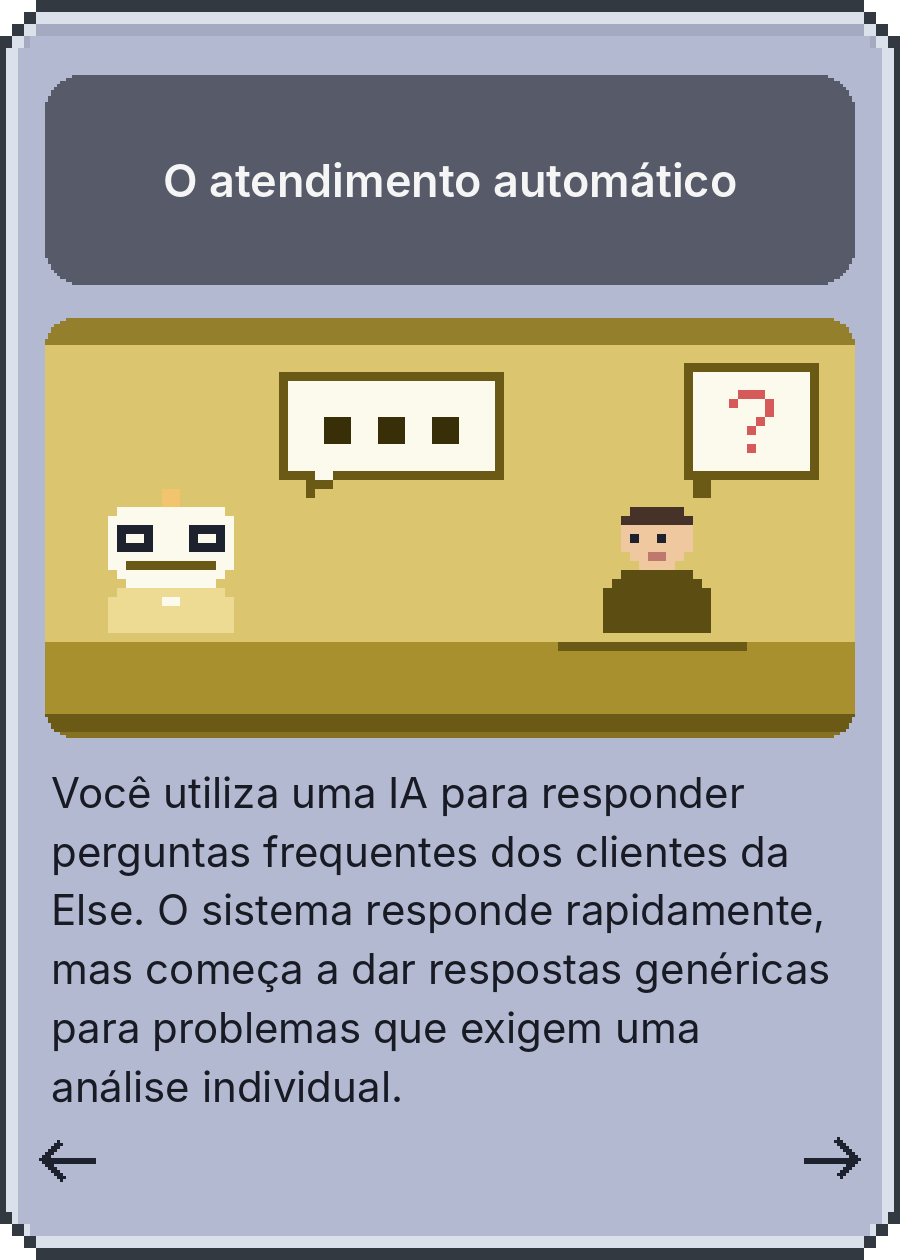 O atendimento automático
?
Você utiliza uma IA para responder
perguntas frequentes dos clientes da
Else. O sistema responde rapidamente,
mas começa a dar respostas genéricas
para problemas que exigem uma
análise individual.